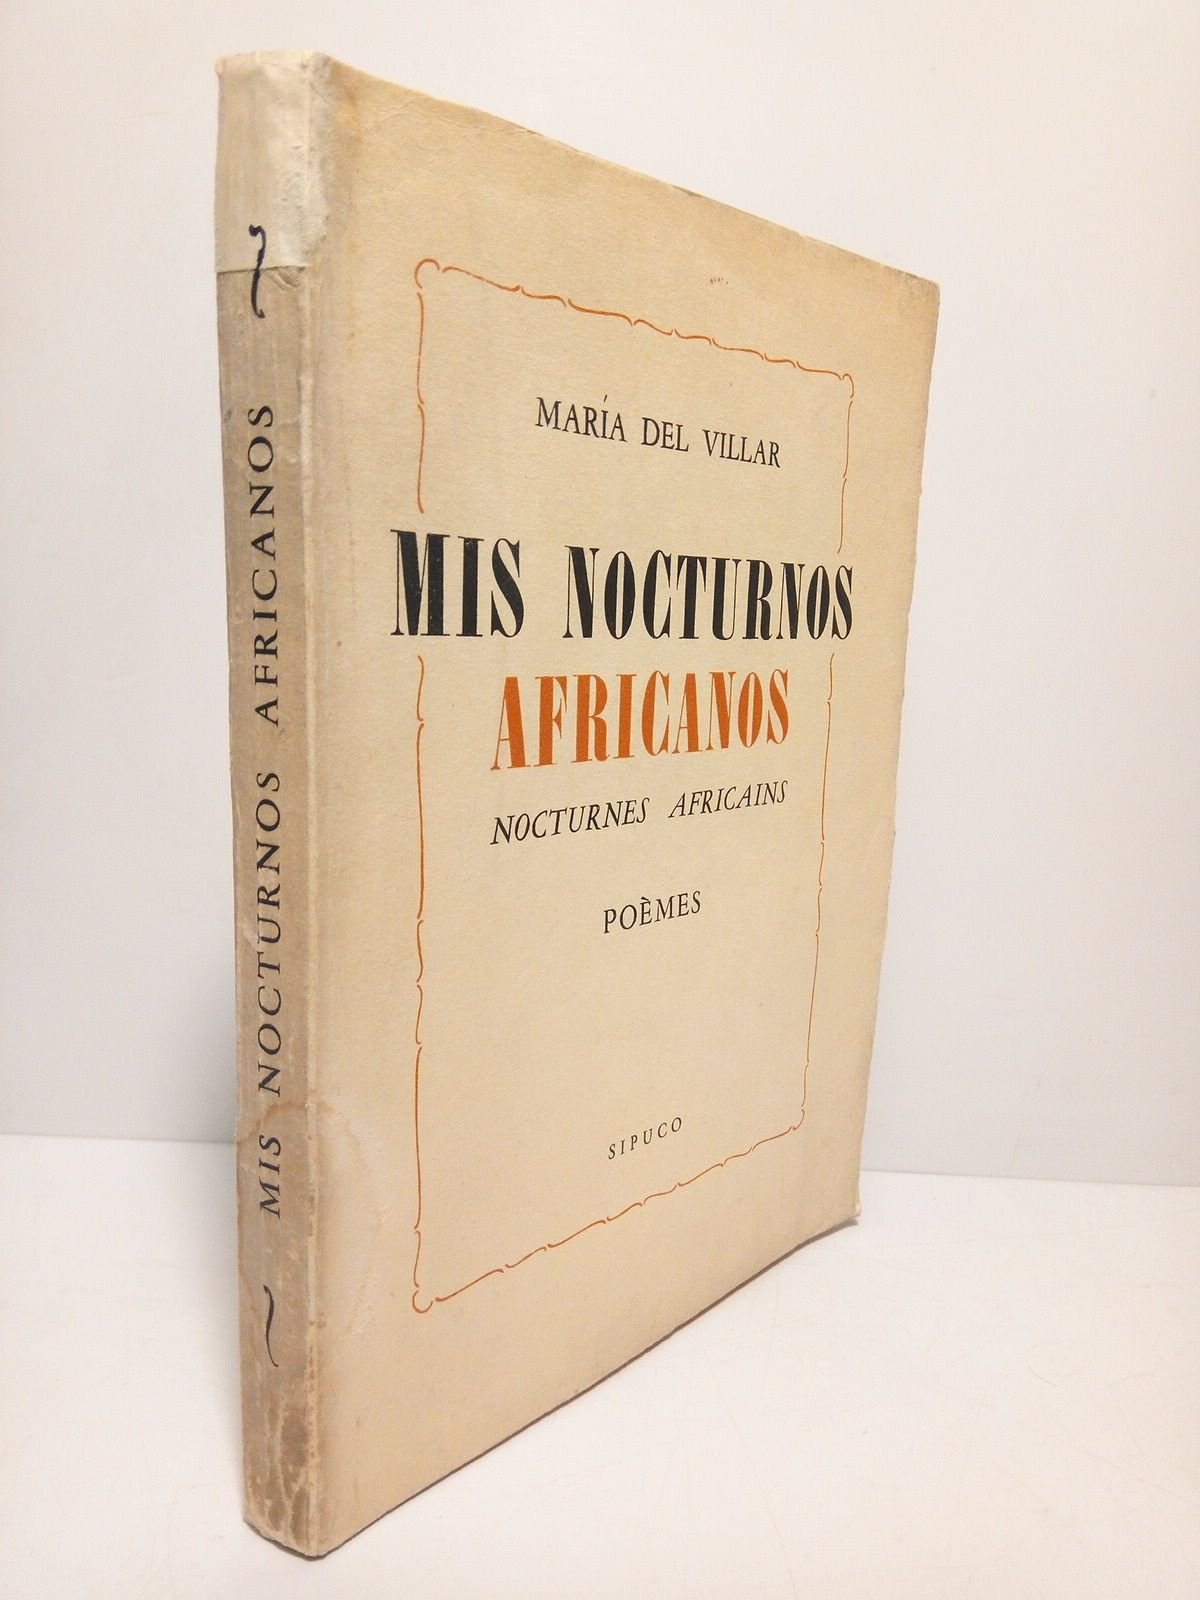 MIS NOCTURNOS AFRICANOS
MARÍA DEL VILLAR
MIS NOCTURNOS
AFRICANOS
NOCTURNES AFRICAINS
POÈMES
SIPUCO